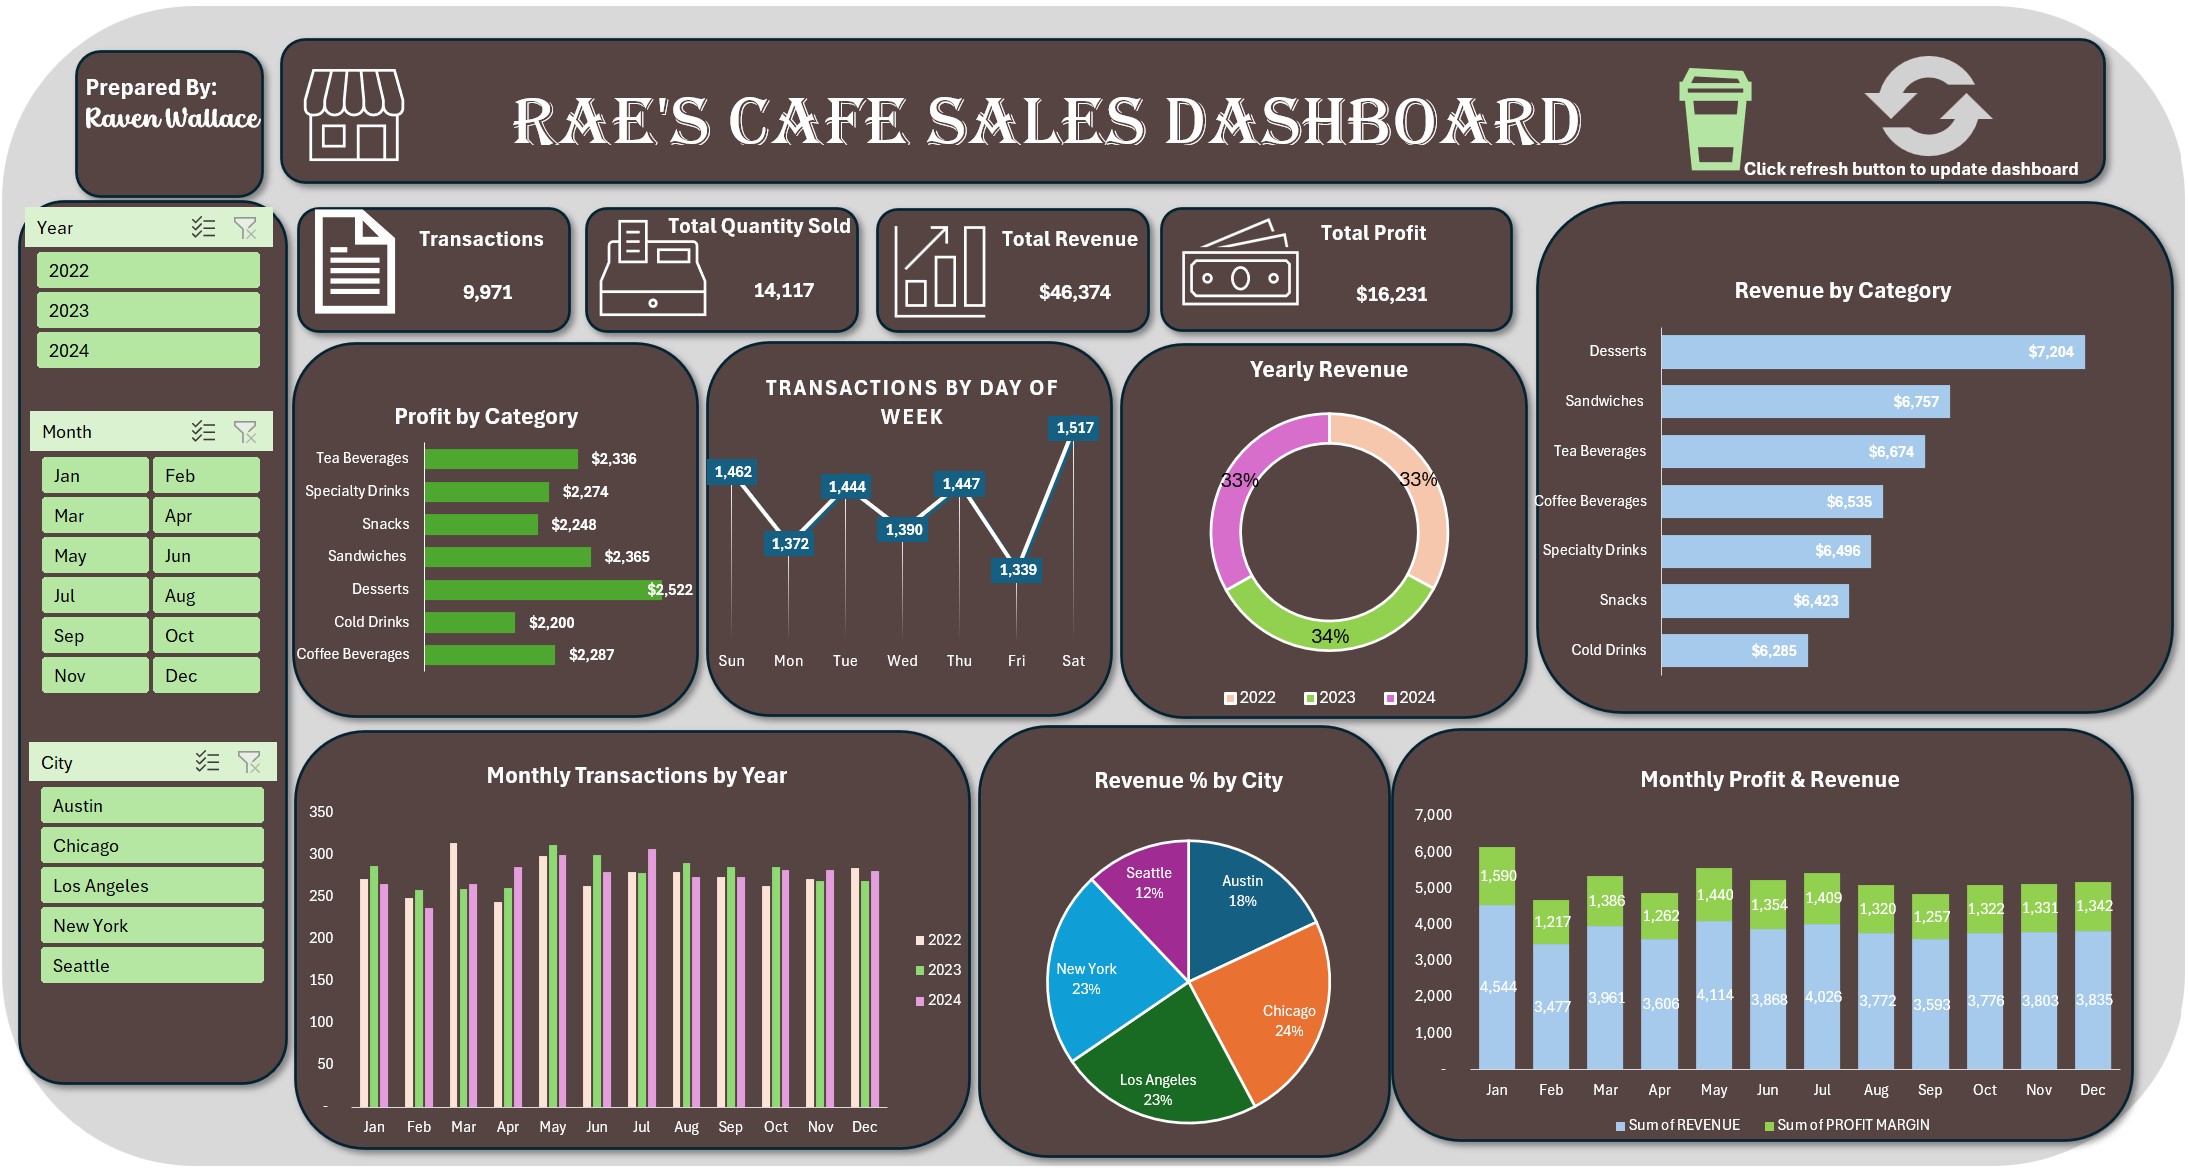 Prepared By:
Raven Wallace
RAE'S CAFE SALES DASHBOARD
Click refresh button to update dashboard
Year
2022
2023
2024
Month
Jan Feb
Mar Apr
May Jun
Jul Aug
Sep Oct
Nov Dec
City
Austin
Chicago
Los Angeles
New York
Seattle
Transactions
9,971
Total Quantity Sold
14,117
Total Revenue
$46,374
Total Profit
$16,231
Profit by Category
Tea Beverages $2,336
Specialty Drinks $2,274
Snacks $2,248
Sandwiches $2,365
Desserts $2,522
Cold Drinks $2,200
Coffee Beverages $2,287
TRANSACTIONS BY DAY OF
WEEK
1,462 1,372 1,444 1,390 1,447 1,339 1,517
Sun Mon Tue Wed Thu Fri Sat
Yearly Revenue
33% 33%
34%
2022 2023 2024
Revenue by Category
Desserts $7,204
Sandwiches $6,757
Tea Beverages $6,674
Coffee Beverages $6,535
Specialty Drinks $6,496
Snacks $6,423
Cold Drinks $6,285
Monthly Transactions by Year
350
300
250
200
150
100
50
-
Jan Feb Mar Apr May Jun Jul Aug Sep Oct Nov Dec
2022
2023
2024
Revenue % by City
Seattle
12%
Austin
18%
New York
23%
Chicago
24%
Los Angeles
23%
Monthly Profit & Revenue
7,000
6,000
5,000
4,000
3,000
2,000
1,000
-
1,590 1,217 1,386 1,262 1,440 1,354 1,409 1,320 1,257 1,322 1,331 1,342
4,544 3,477 3,961 3,606 4,114 3,868 4,026 3,772 3,593 3,776 3,803 3,835
Jan Feb Mar Apr May Jun Jul Aug Sep Oct Nov Dec
Sum of REVENUE Sum of PROFIT MARGIN